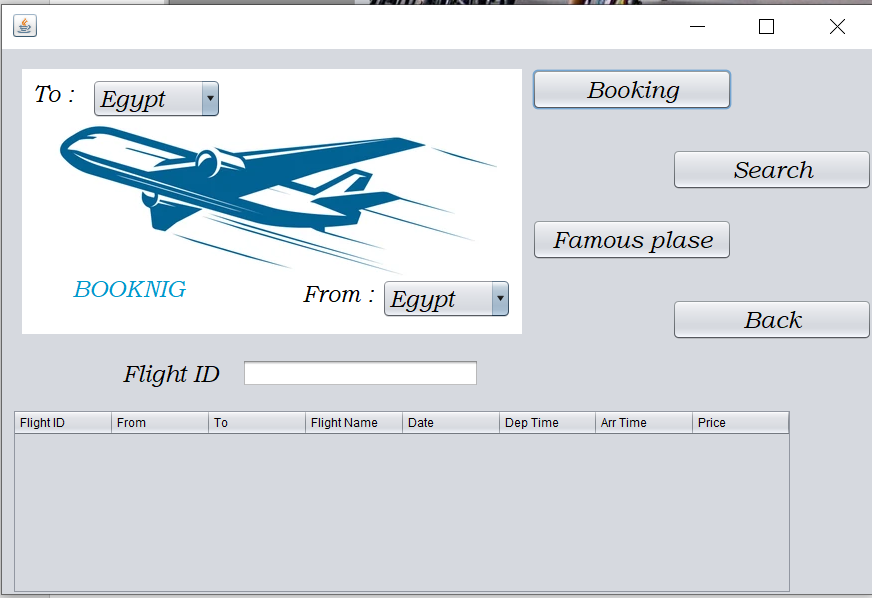 To : Egypt
Booking
Search
Famous plase
BOOKNIG
From : Egypt
Back
Flight ID
Flight ID From To Flight Name Date Dep Time Arr Time Price